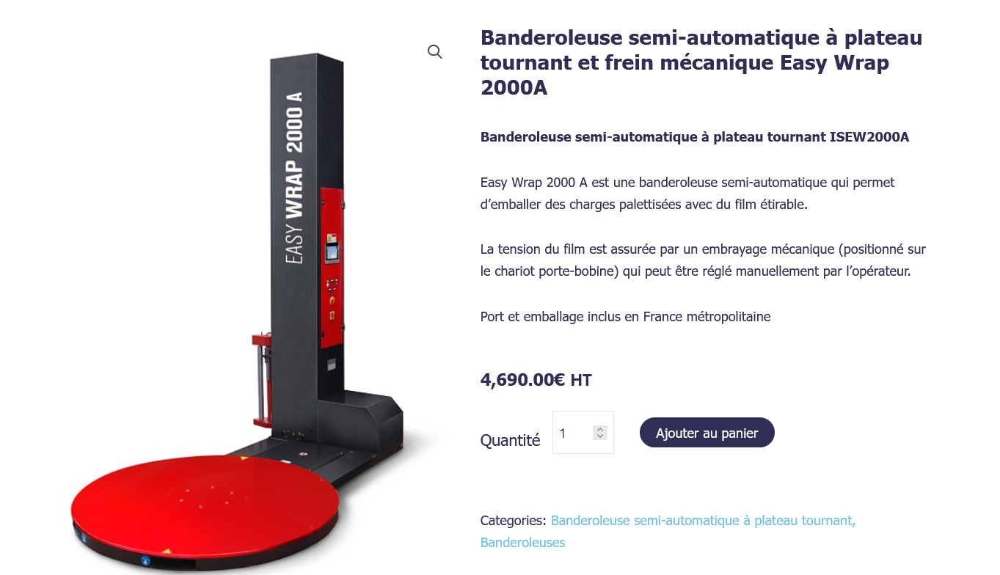 EASY WRAP 2000 A
Banderoleuse semi-automatique à plateau
tournant et frein mécanique Easy Wrap
2000A
Banderoleuse semi-automatique à plateau tournant ISEW2000A
Easy Wrap 2000 A est une banderoleuse semi-automatique qui permet
d’emballer des charges palettisées avec du film étirable.
La tension du film est assurée par un embrayage mécanique (positionné sur
le chariot porte-bobine) qui peut être réglé manuellement par l’opérateur.
Port et emballage inclus en France métropolitaine
4,690.00€ HT
Quantité 1 Ajouter au panier
Categories: Banderoleuse semi-automatique à plateau tournant,
Banderoleuses